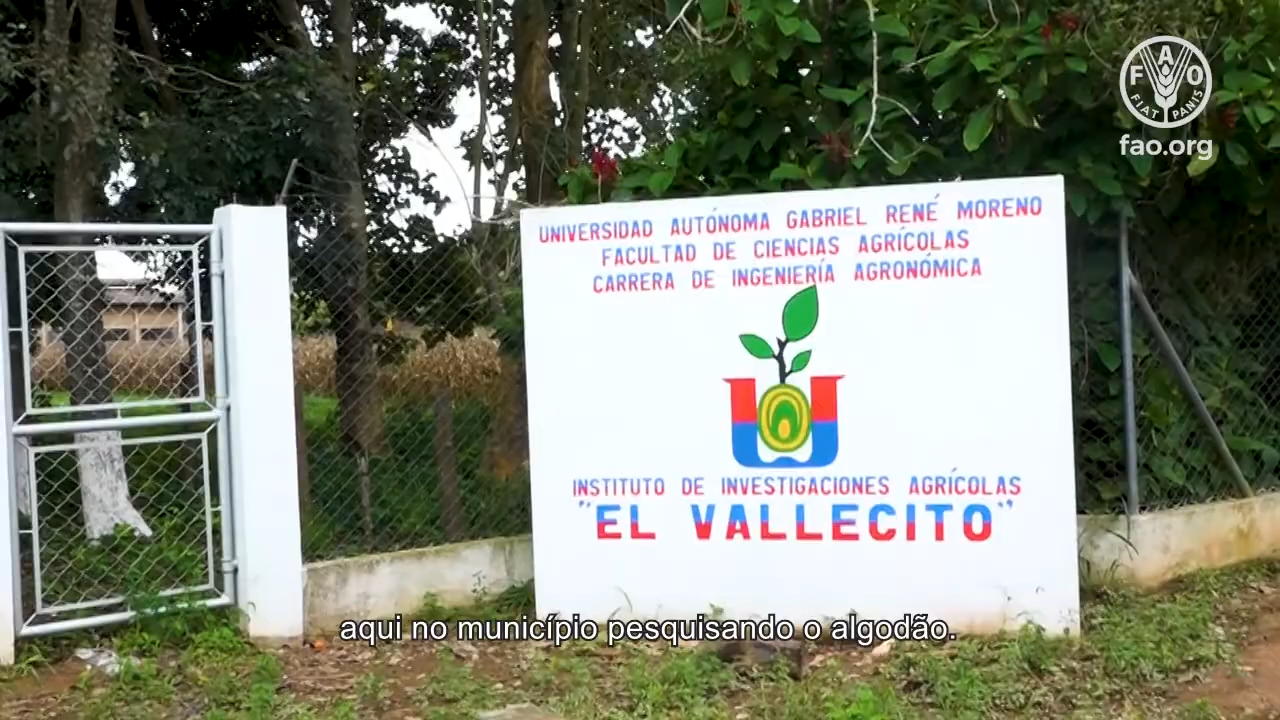 FAO
FIAT PANIS
fao.org
UNIVERSIDAD AUTÓNOMA GABRIEL RENÉ MORENO
FACULTAD DE CIENCIAS AGRÍCOLAS
CARRERA DE INGENIERÍA AGRONÓMICA
INSTITUTO DE INVESTIGACIONES AGRÍCOLAS
"EL VALLECITO"
aqui no município pesquisando o algodão.